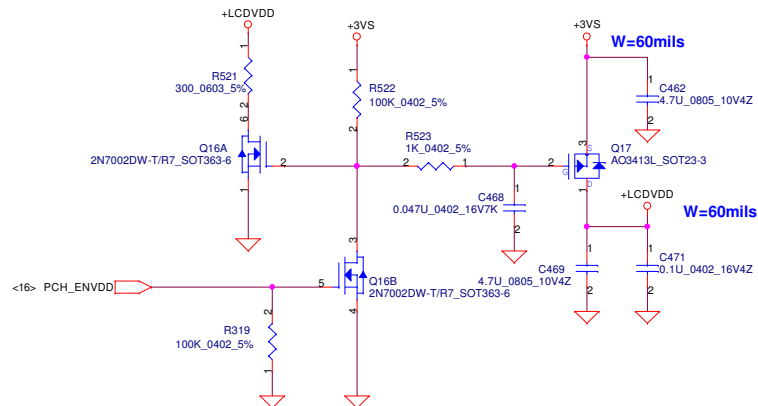 +LCDVDD
+3VS
+3VS
W=60mils
1
R521
300_0603_5%
2
6
Q16A
2N7002DW-T/R7_SOT363-6
2
1
1
R522
100K_0402_5%
2
R523
1K_0402_5%
2
1
C468
0.047U_0402_16V7K
1
2
1
C462
4.7U_0805_10V4Z
2
3
S
Q17
AO3413L_SOT23-3
2
G
D
1
+LCDVDD
W=60mils
1
C469
4.7U_0805_10V4Z
2
1
C471
0.1U_0402_16V4Z
2
3
<16> PCH_ENVDD
5
Q16B
2N7002DW-T/R7_SOT363-6
4
2
R319
100K_0402_5%
1